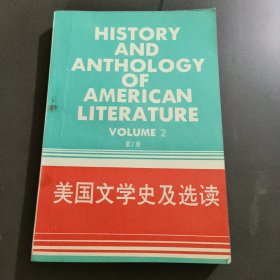 HISTORY
AND
ANTHOLOGY
OF
AMERICAN
LITERATURE
VOLUME 2
第2册
美国文学史及选读